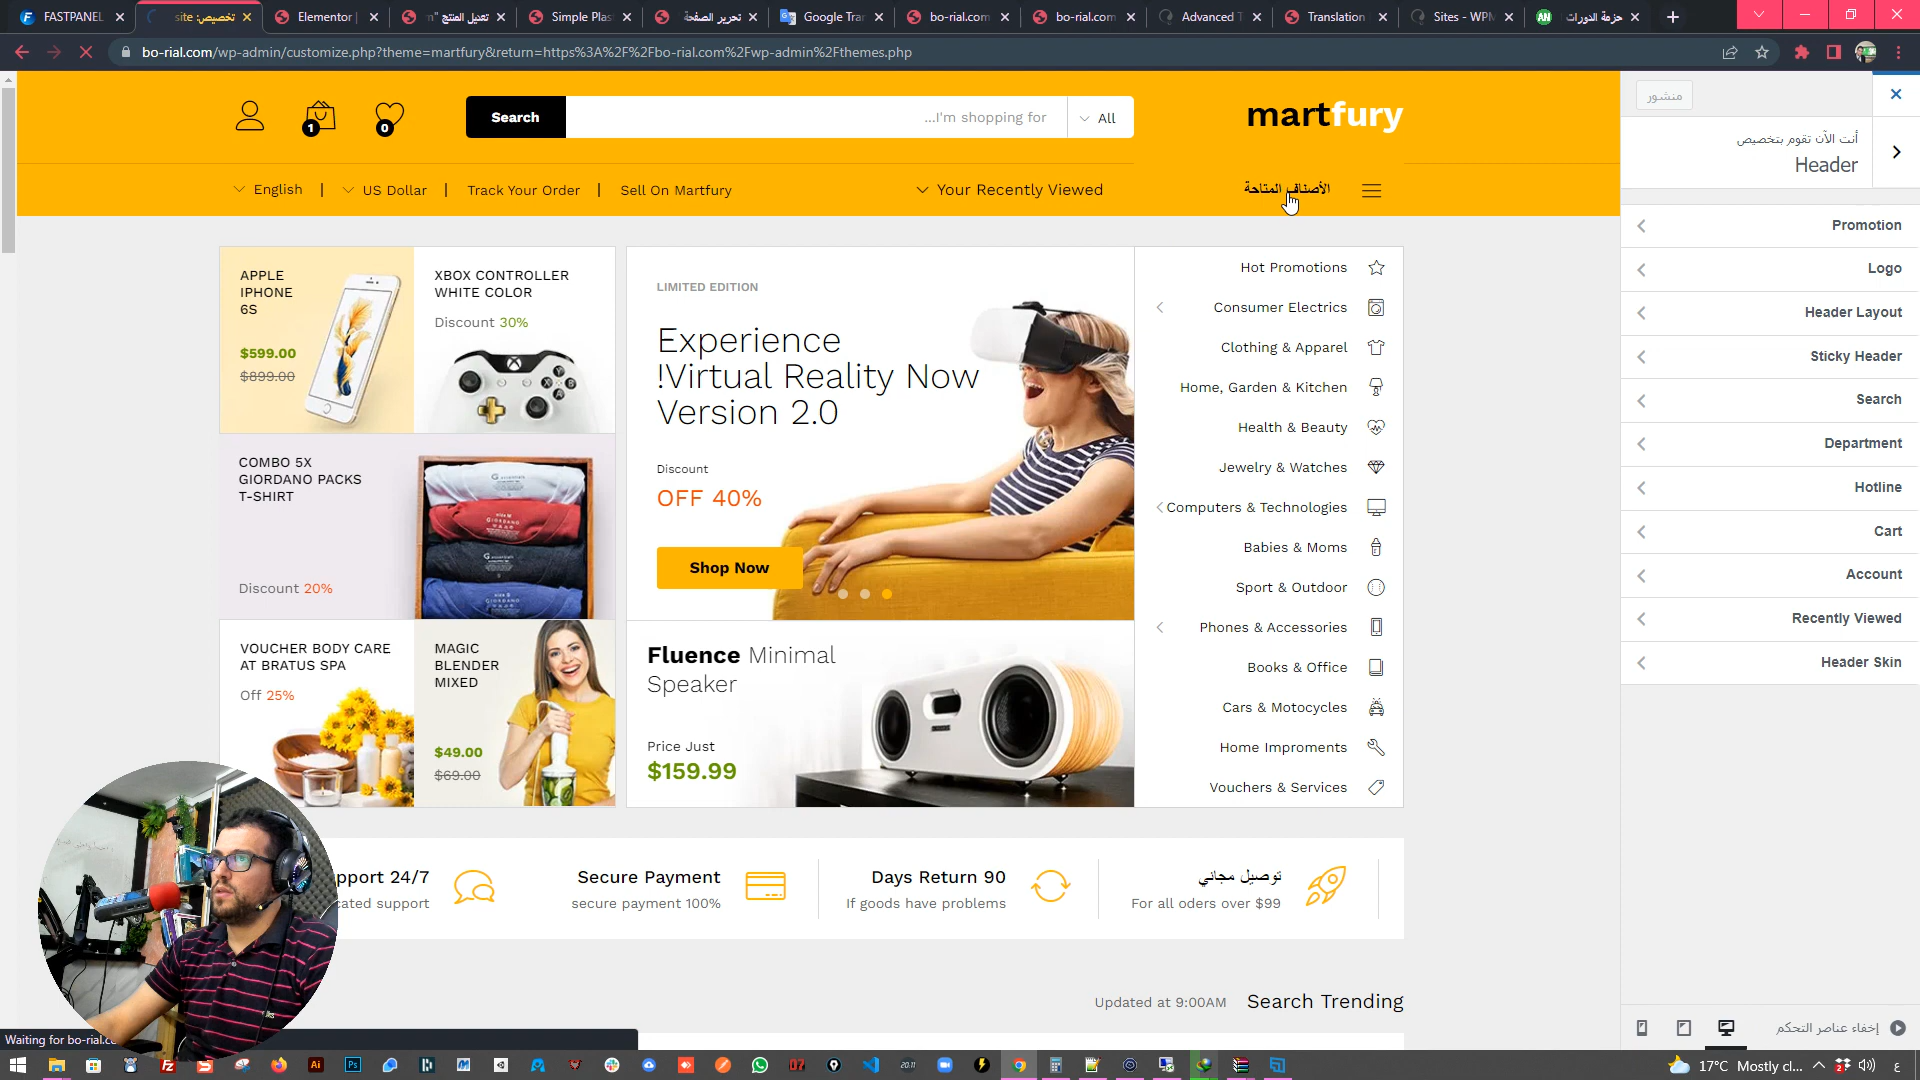 FASTPANEL
تخصيص: site
Elementor
تعديل المنتج "m
Simple Plas
تحرير الصفحة
Google Tran
bo-rial.com
bo-rial.com
Advanced T
Translation
Sites - WPM
حزمة الدورات
bo-rial.com/wp-admin/customize.php?theme=martfury&return=https%3A%2F%2Fbo-rial.com%2Fwp-admin%2Fthemes.php
1
0
Search
I'm shopping for...
All
martfury
English
US Dollar
Track Your Order
Sell On Martfury
Your Recently Viewed
الأصناف المتاحة
APPLE
IPHONE
6S
$599.00
$899.00
XBOX CONTROLLER
WHITE COLOR
Discount 30%
COMBO 5X
GIORDANO PACKS
T-SHIRT
Discount 20%
VOUCHER BODY CARE
AT BRATUS SPA
Off 25%
MAGIC
BLENDER
MIXED
$49.00
$69.00
LIMITED EDITION
Experience
!Virtual Reality Now
Version 2.0
Discount
OFF 40%
Shop Now
Fluence Minimal
Speaker
Price Just
$159.99
Hot Promotions
Consumer Electrics
Clothing & Apparel
Home, Garden & Kitchen
Health & Beauty
Jewelry & Watches
Computers & Technologies
Babies & Moms
Sport & Outdoor
Phones & Accessories
Books & Office
Cars & Motocycles
Home Improments
Vouchers & Services
pport 24/7
cated support
Secure Payment
secure payment 100%
Days Return 90
If goods have problems
توصيل مجاني
For all oders over $99
Updated at 9:00AM
Search Trending
منشور
أنت الآن تقوم بتخصيص
Header
Promotion
Logo
Header Layout
Sticky Header
Search
Department
Hotline
Cart
Account
Recently Viewed
Header Skin
إخفاء عناصر التحكم
Waiting for bo-rial.c
17°C Mostly cl...
ع